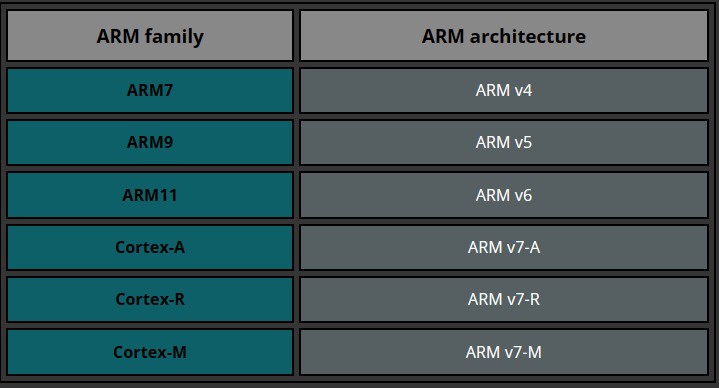 ARM family ARM architecture
ARM7 ARM v4
ARM9 ARM v5
ARM11 ARM v6
Cortex-A ARM v7-A
Cortex-R ARM v7-R
Cortex-M ARM v7-M